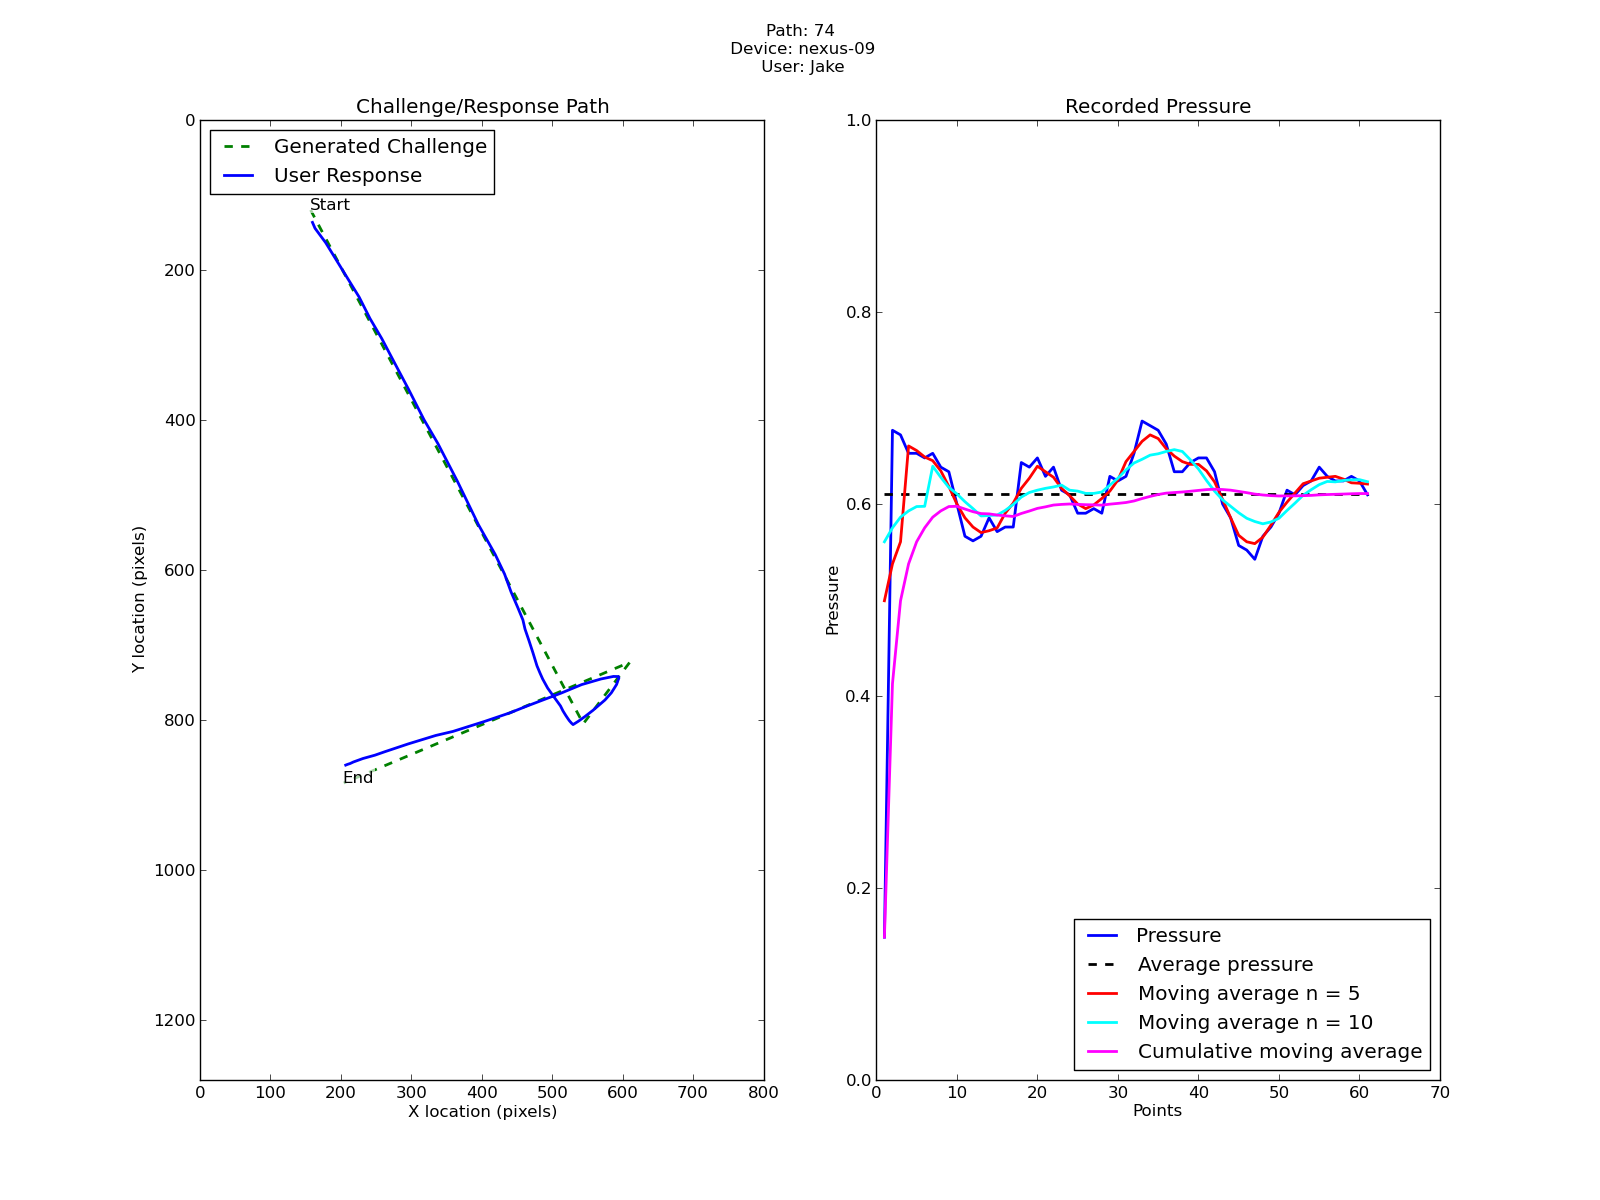 Path: 74
Device: nexus-09
User: Jake
Challenge/Response Path
Generated Challenge
User Response
Start
End
0
200
400
600
800
1000
1200
Y location (pixels)
0 100 200 300 400 500 600 700 800
X location (pixels)
Recorded Pressure
1.0
0.8
0.6
0.4
0.2
0.0
Pressure
Pressure
Average pressure
Moving average n = 5
Moving average n = 10
Cumulative moving average
0 10 20 30 40 50 60 70
Points